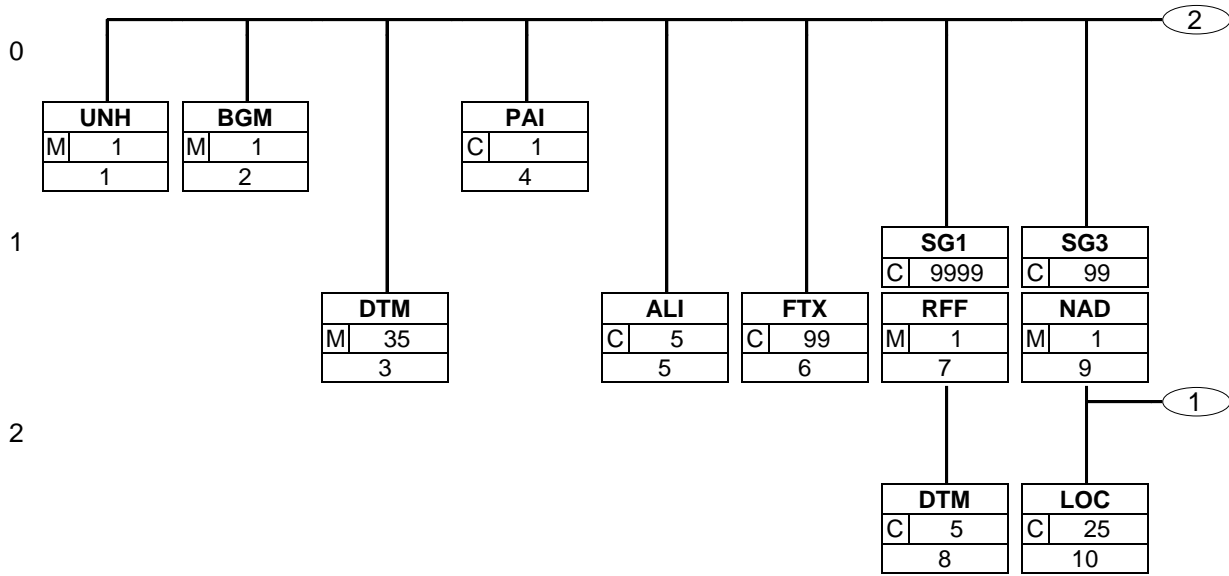 2
0
UNH BGM PAI
M 1 M 1 C 1
1 2 4
1
SG1 SG3
C 9999 C 99
DTM ALI FTX RFF NAD
M 35 C 5 C 99 M 1 M 1
3 5 6 7 9
1
2
DTM LOC
C 5 C 25
8 10